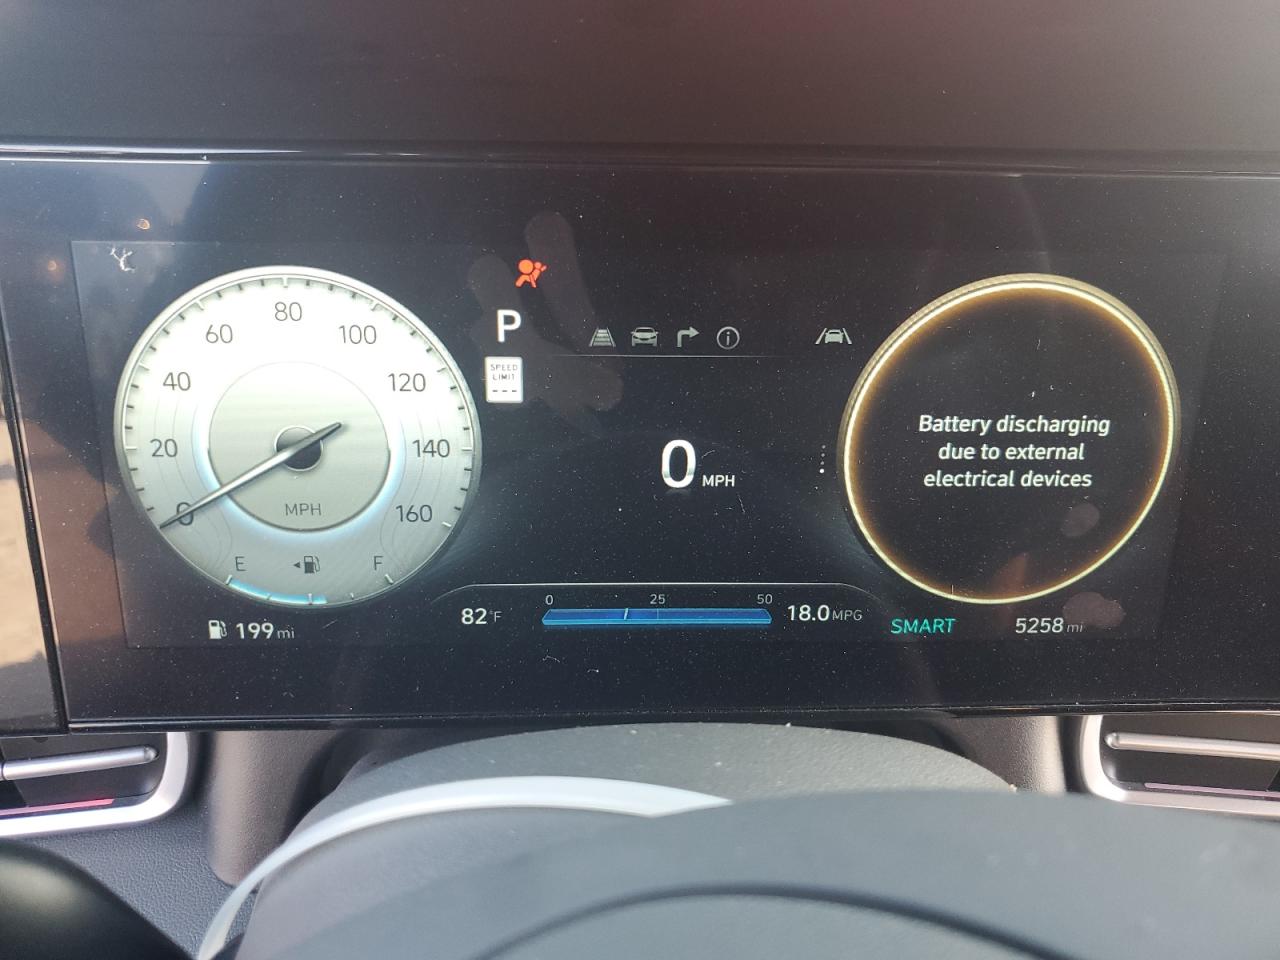 80
60
100
40
120
20
140
0
160
MPH
E
F
199 mi
P
SPEED
LIMIT
---
0 MPH
82°F
0
25
50
18.0 MPG
Battery discharging
due to external
electrical devices
SMART
5258 mi